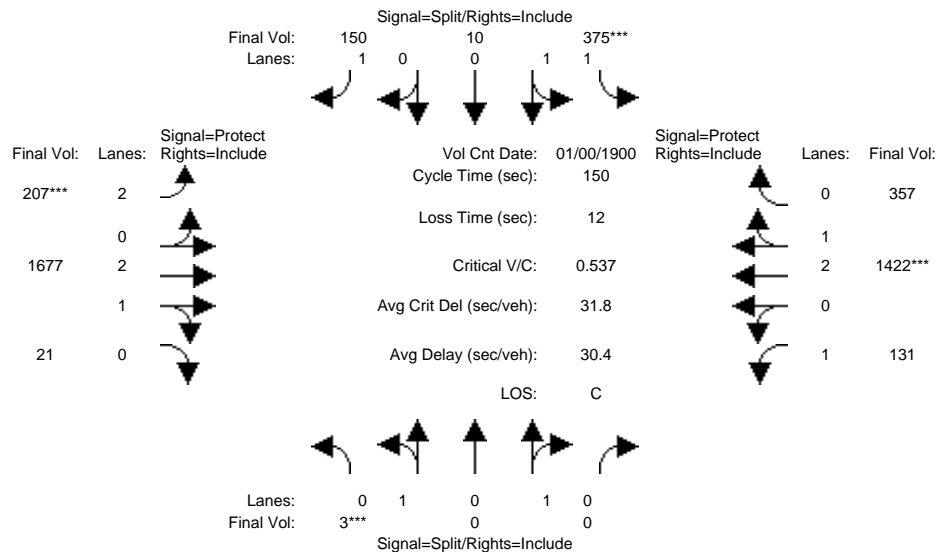 Signal=Split/Rights=Include
Final Vol: 150 10 375***
Lanes: 1 0 0 1 1
Signal=Protect
Final Vol: Lanes: Rights=Include
Vol Cnt Date: 01/00/1900
Signal=Protect
Rights=Include Lanes: Final Vol:
Cycle Time (sec): 150
207*** 2
0 357
Loss Time (sec): 12
0
1
1677 2
Critical V/C: 0.537
2 1422***
1
Avg Crit Del (sec/veh): 31.8
0
21 0
Avg Delay (sec/veh): 30.4
1 131
LOS: C
Lanes: 0 1 0 1 0
Final Vol: 3*** 0 0
Signal=Split/Rights=Include